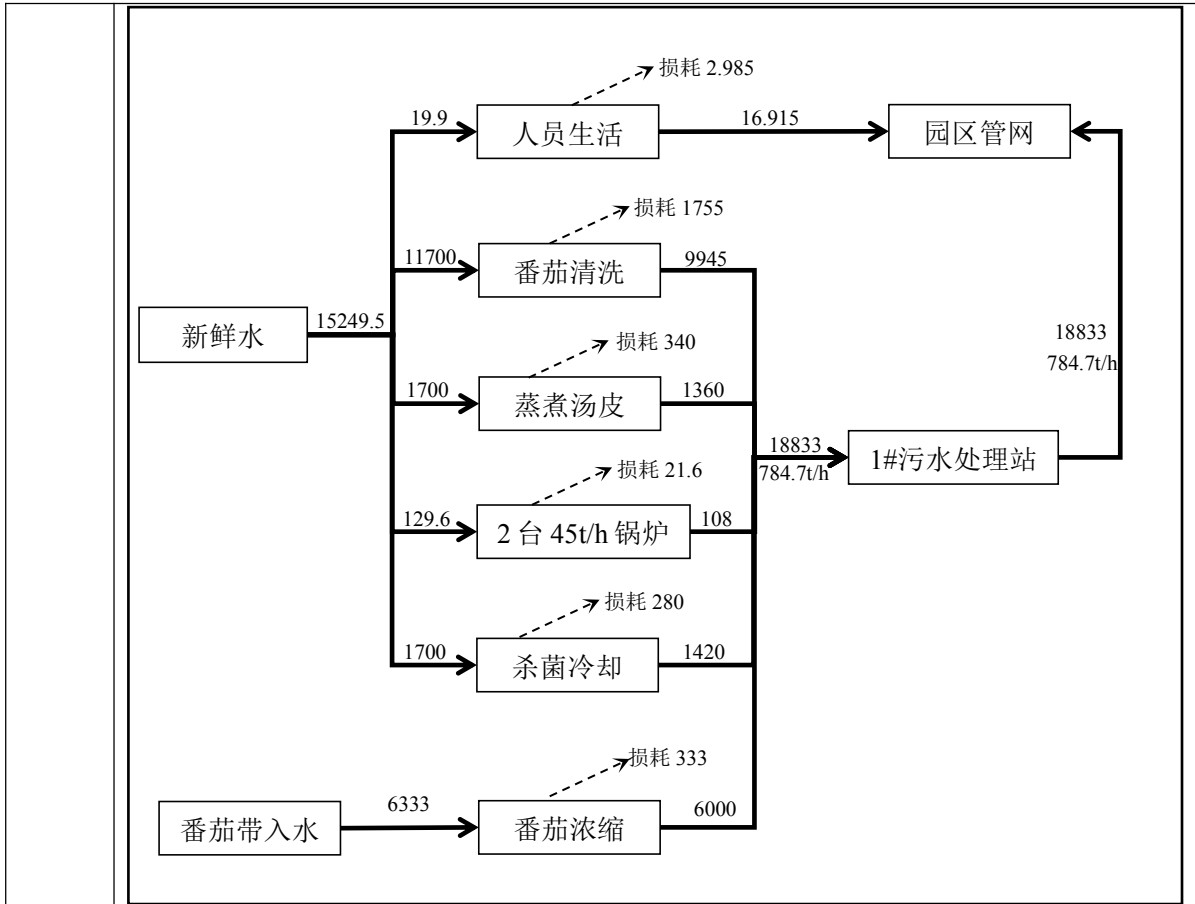 损耗 2.985
19.9
人员生活
16.915
园区管网
损耗 1755
11700
番茄清洗
9945
新鲜水
15249.5
损耗 340
1700
蒸煮汤皮
1360
18833
784.7t/h
18833
784.7t/h
1#污水处理站
损耗 21.6
129.6
2 台 45t/h 锅炉
108
损耗 280
1700
杀菌冷却
1420
损耗 333
番茄带入水
6333
番茄浓缩
6000